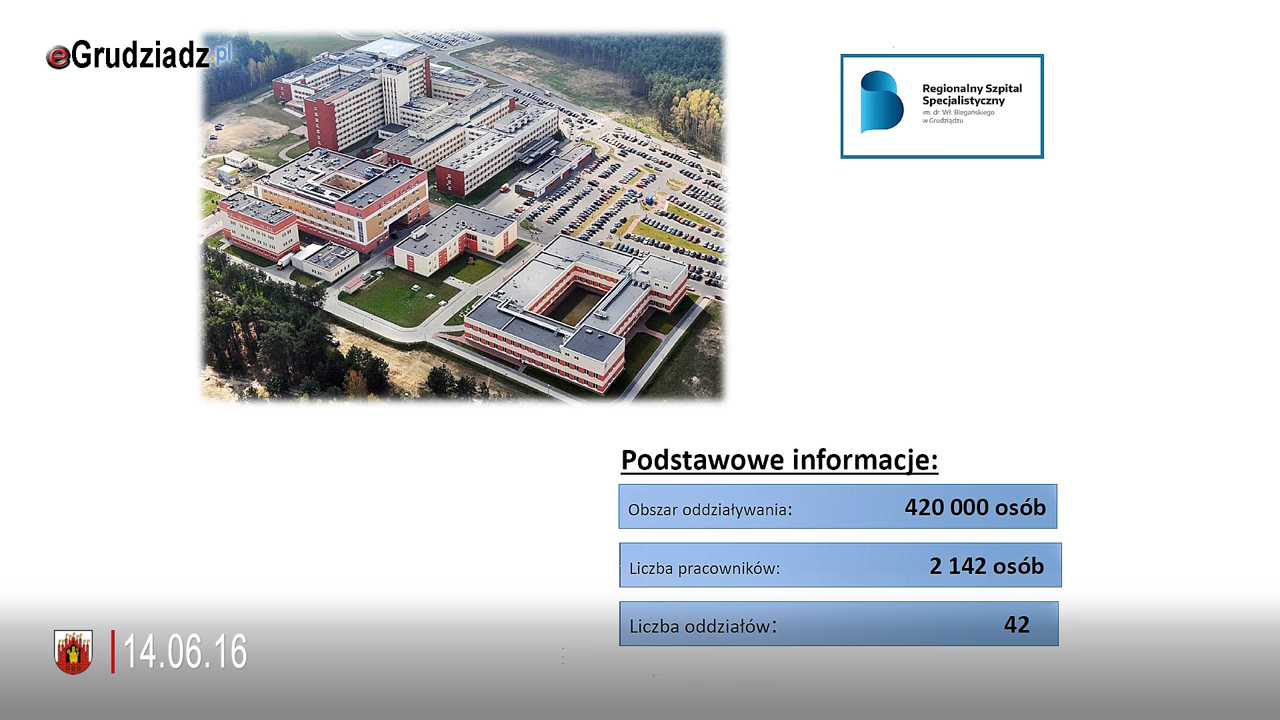 eGrudziadz.pl
Regionalny Szpital
Specjalistyczny
im. dr. Wł. Biegańskiego
w Grudziądzu
Podstawowe informacje:
Obszar oddziaływania: 420 000 osób
Liczba pracowników: 2 142 osób
Liczba oddziałów: 42
14.06.16